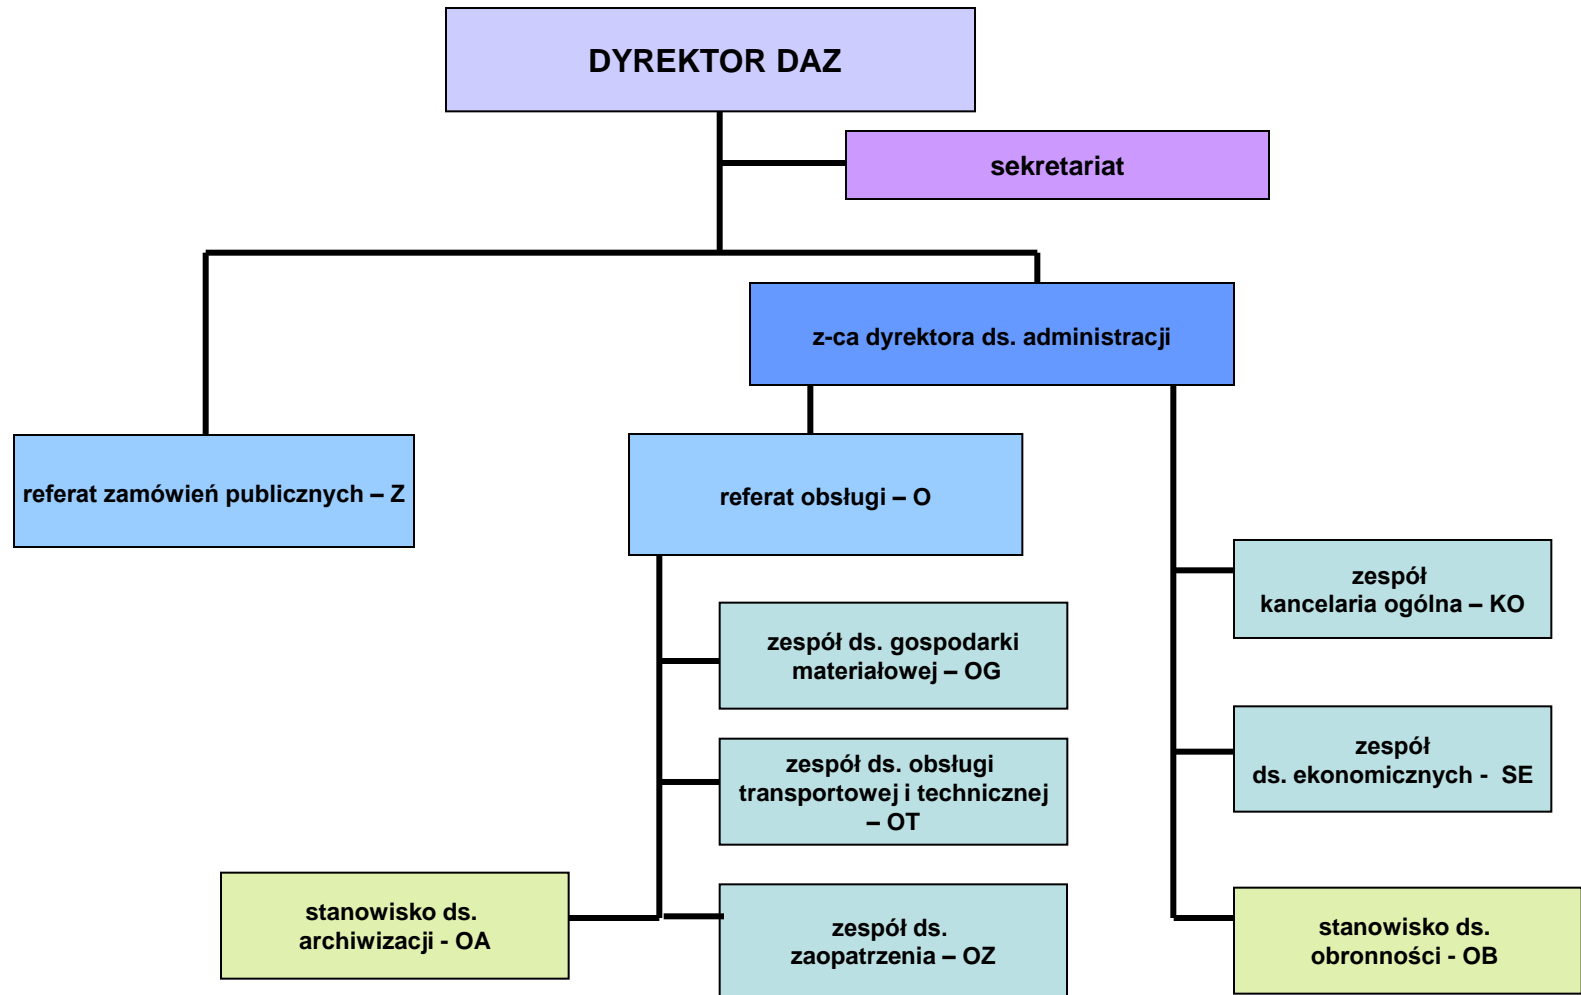 DYREKTOR DAZ
sekretariat
z-ca dyrektora ds. administracji
referat zamówień publicznych – Z
referat obsługi – O
zespół
kancelaria ogólna – KO
zespół ds. gospodarki
materiałowej – OG
zespół
ds. ekonomicznych - SE
zespół ds. obsługi
transportowej i technicznej
– OT
stanowisko ds.
archiwizacji - OA
zespół ds.
zaopatrzenia – OZ
stanowisko ds.
obronności - OB